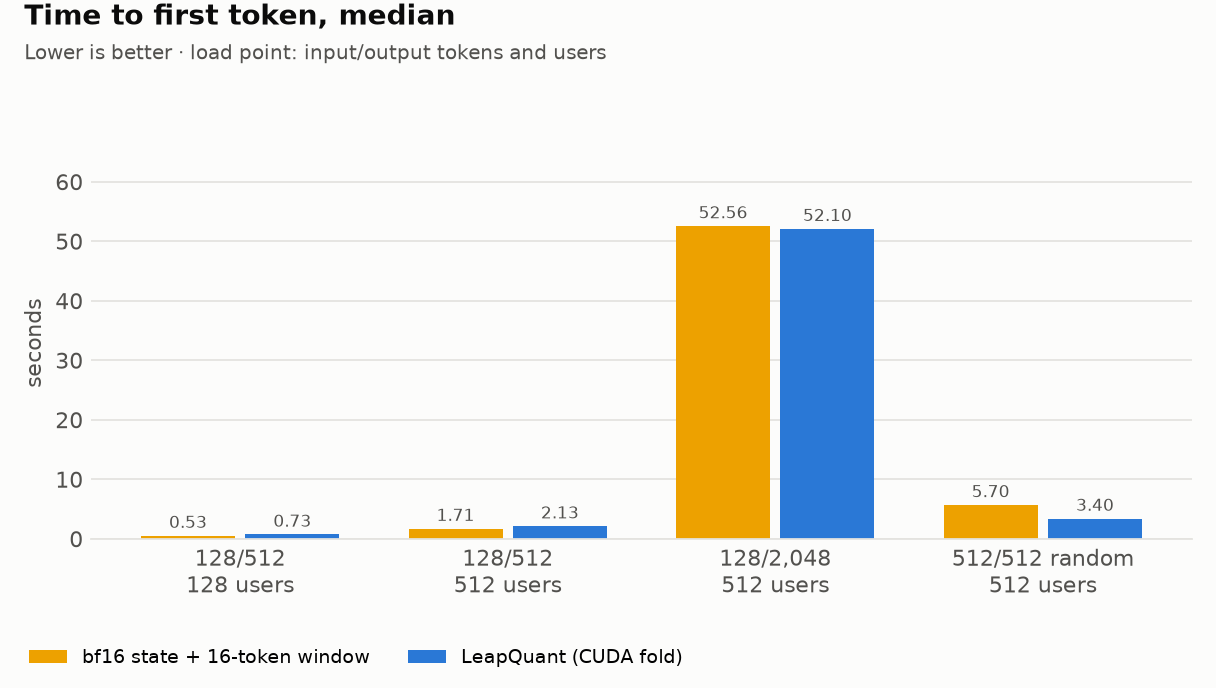 Time to first token, median
Lower is better · load point: input/output tokens and users
seconds
60
50
40
30
20
10
0
0.53
0.73
1.71
2.13
52.56
52.10
5.70
3.40
128/512
128 users
128/512
512 users
128/2,048
512 users
512/512 random
512 users
bf16 state + 16-token window
LeapQuant (CUDA fold)